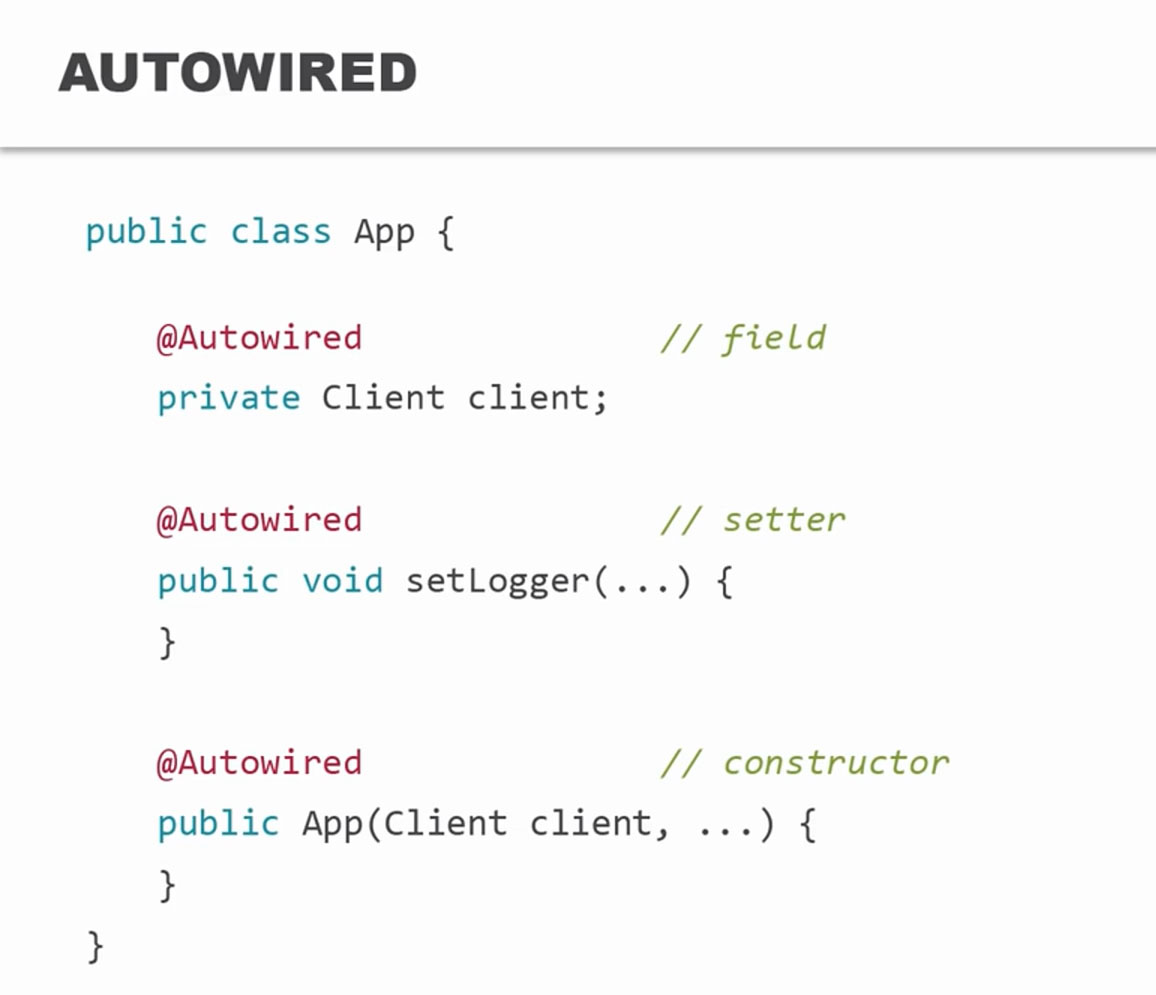 AUTOWIRED
public class App {
@Autowired // field
private Client client;
@Autowired // setter
public void setLogger(...) {
}
@Autowired // constructor
public App(Client client, ...) {
}
}